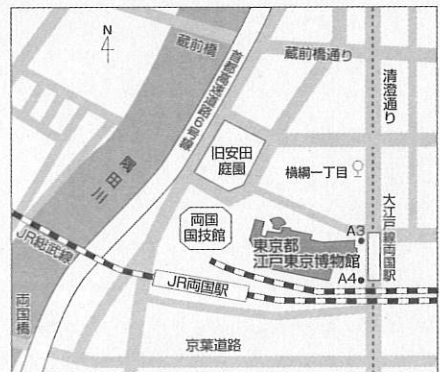 N
蔵前橋
蔵前橋通り
首都高速道路6号線
清澄通り
隅田川
旧安田
庭園
横綱一丁目
両国
国技館
大江戸線両国駅
A3
東京都
江戸東京博物館
A4
JR総武線
JR両国駅
両国橋
京葉道路